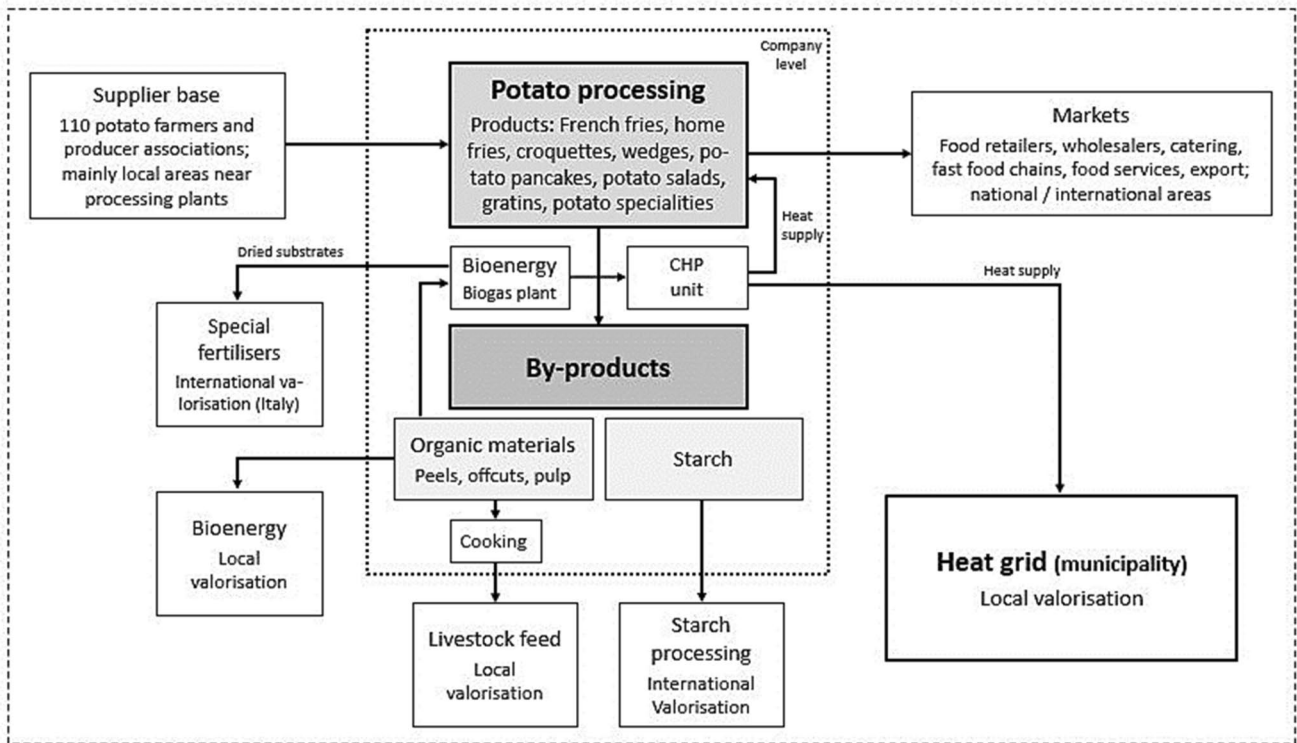 Company
level
Supplier base
110 potato farmers and
producer associations;
mainly local areas near
processing plants
Potato processing
Products: French fries, home
fries, croquettes, wedges, po-
tato pancakes, potato salads,
gratins, potato specialities
Markets
Food retailers, wholesalers, catering,
fast food chains, food services, export;
national / international areas
Heat
supply
Dried substrates
Bioenergy
Biogas plant
CHP
unit
Heat supply
Special
fertilisers
International va-
lorisation (Italy)
By-products
Organic materials
Peels, offcuts, pulp
Starch
Bioenergy
Local
valorisation
Cooking
Heat grid (municipality)
Local valorisation
Livestock feed
Local
valorisation
Starch
processing
International
Valorisation